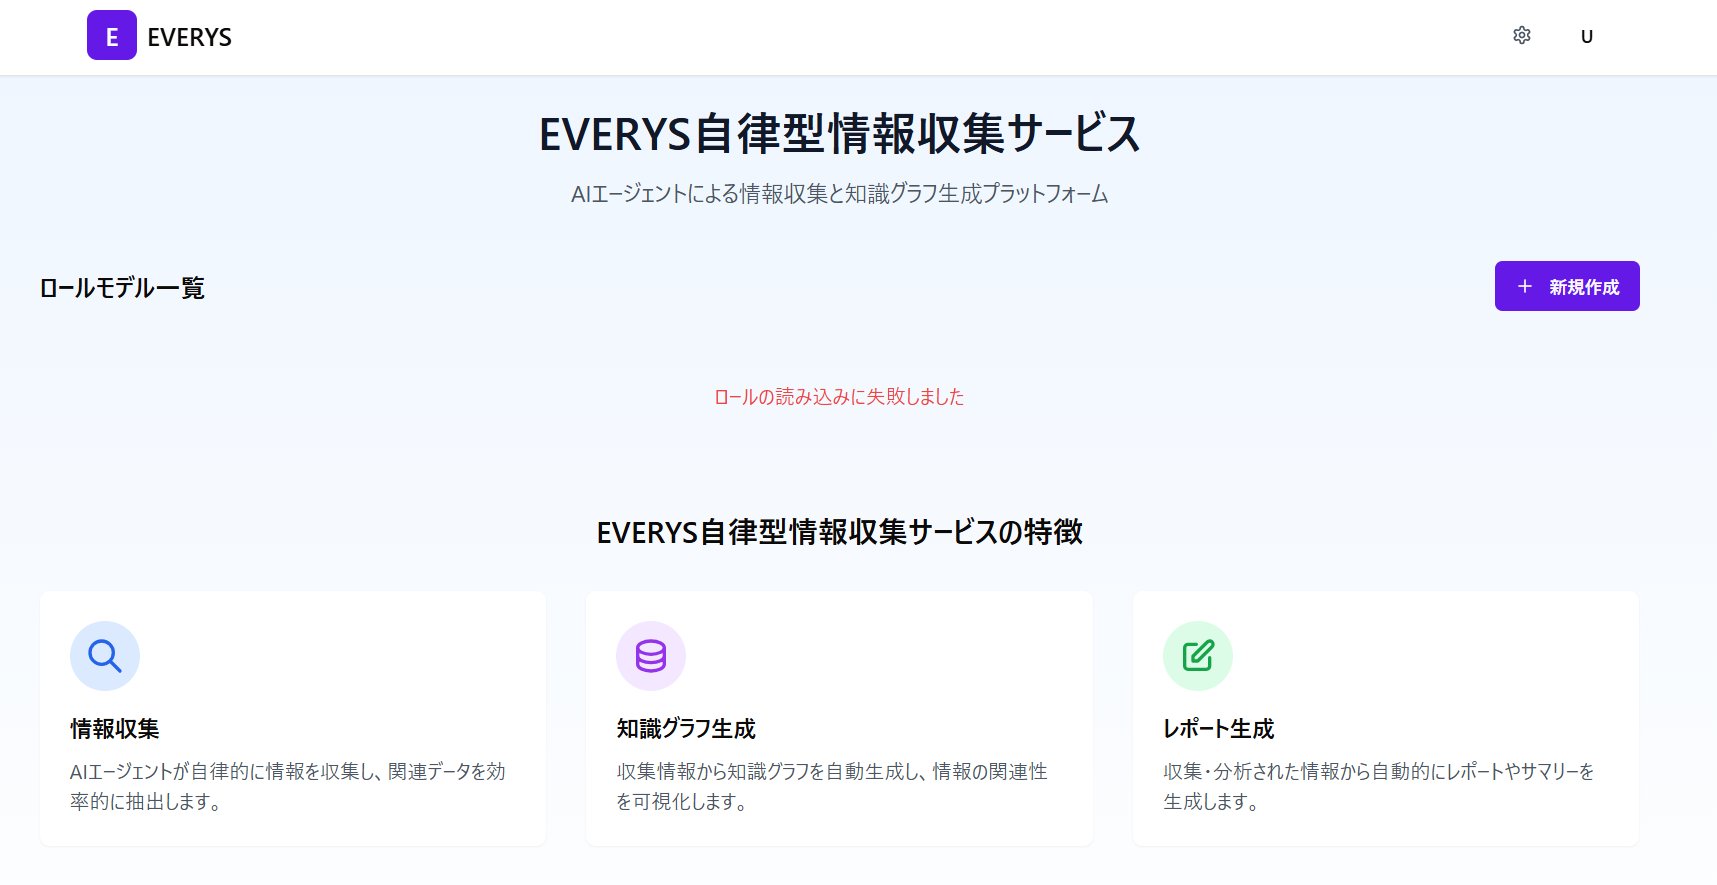 E EVERYS
U
EVERYS自律型情報収集サービス
AIエージェントによる情報収集と知識グラフ生成プラットフォーム
ロールモデル一覧
＋ 新規作成
ロールの読み込みに失敗しました
EVERYS自律型情報収集サービスの特徴
情報収集
AIエージェントが自律的に情報を収集し、関連データを効
率的に抽出します。
知識グラフ生成
収集情報から知識グラフを自動生成し、情報の関連性
を可視化します。
レポート生成
収集・分析された情報から自動的にレポートやサマリーを
生成します。